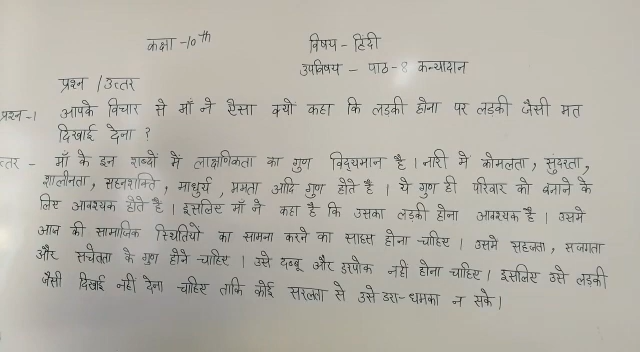 कक्षा - 10th
विषय - हिंदी
उपविषय - पाठ-8 कन्यादान
प्रश्न / उत्तर
प्रश्न-1 आपके विचार से माँ ने ऐसा क्यों कहा कि लड़की होना पर लड़की जैसी मत
दिखाई देना ?
उत्तर - माँ के इन शब्दों में लाक्षणिकता का गुण विद्यमान है । नारी में कोमलता, सुंदरता,
शालीनता, सहनशक्ति, माधुर्य, ममता आदि गुण होते है । ये गुण ही परिवार को बनाने के
लिए आवश्यक होते है । इसलिए माँ ने कहा है कि उसका लड़की होना आवश्यक है । उसमे
आज की सामाजिक स्थितियों का सामना करने का साहस होना चाहिए । उसमे सहजता, सजगता
और सचेतता के गुण होने चाहिए । उसे दब्बू और डरपोक नही होना चाहिए । इसलिए उसे लड़की
जैसी दिखाई नही देना चाहिए ताकि कोई सरलता से उसे डरा-धमका न सके ।